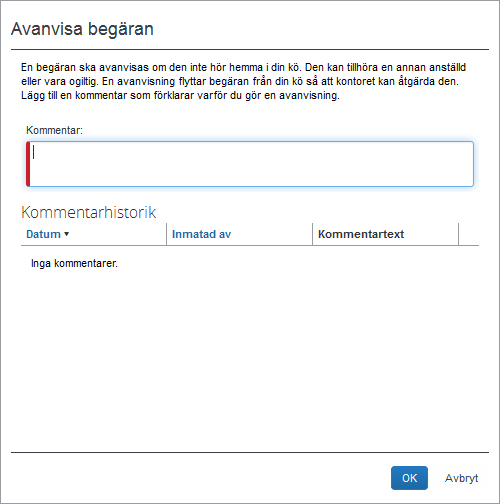 Avanvisa begäran
En begäran ska avanvisas om den inte hör hemma i din kö. Den kan tillhöra en annan anställd
eller vara ogiltig. En avanvisning flyttar begäran från din kö så att kontoret kan åtgärda den.
Lägg till en kommentar som förklarar varför du gör en avanvisning.
Kommentar:
Kommentarhistorik
Datum ▾ Inmatad av Kommentartext
Inga kommentarer.
OK Avbryt